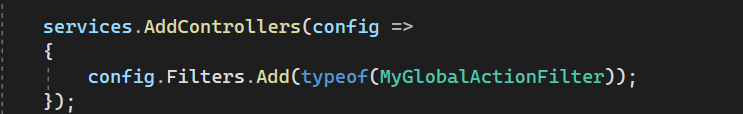 services.AddControllers(config =>
{
config.Filters.Add(typeof(MyGlobalActionFilter));
});